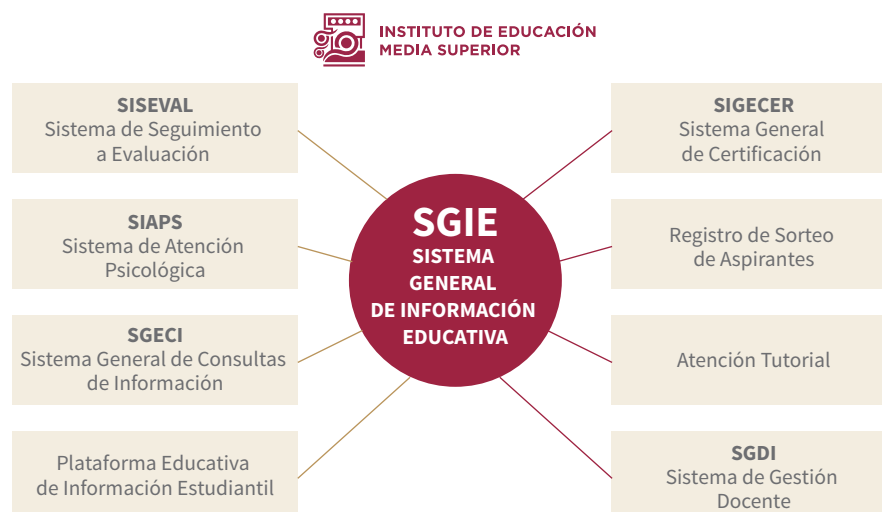 INSTITUTO DE EDUCACIÓN
MEDIA SUPERIOR
SISEVAL
Sistema de Seguimiento
a Evaluación
SIAPS
Sistema de Atención
Psicológica
SGECI
Sistema General de Consultas
de Información
Plataforma Educativa
de Información Estudiantil
SGIE
SISTEMA
GENERAL
DE INFORMACIÓN
EDUCATIVA
SIGECER
Sistema General
de Certificación
Registro de Sorteo
de Aspirantes
Atención Tutorial
SGDI
Sistema de Gestión
Docente